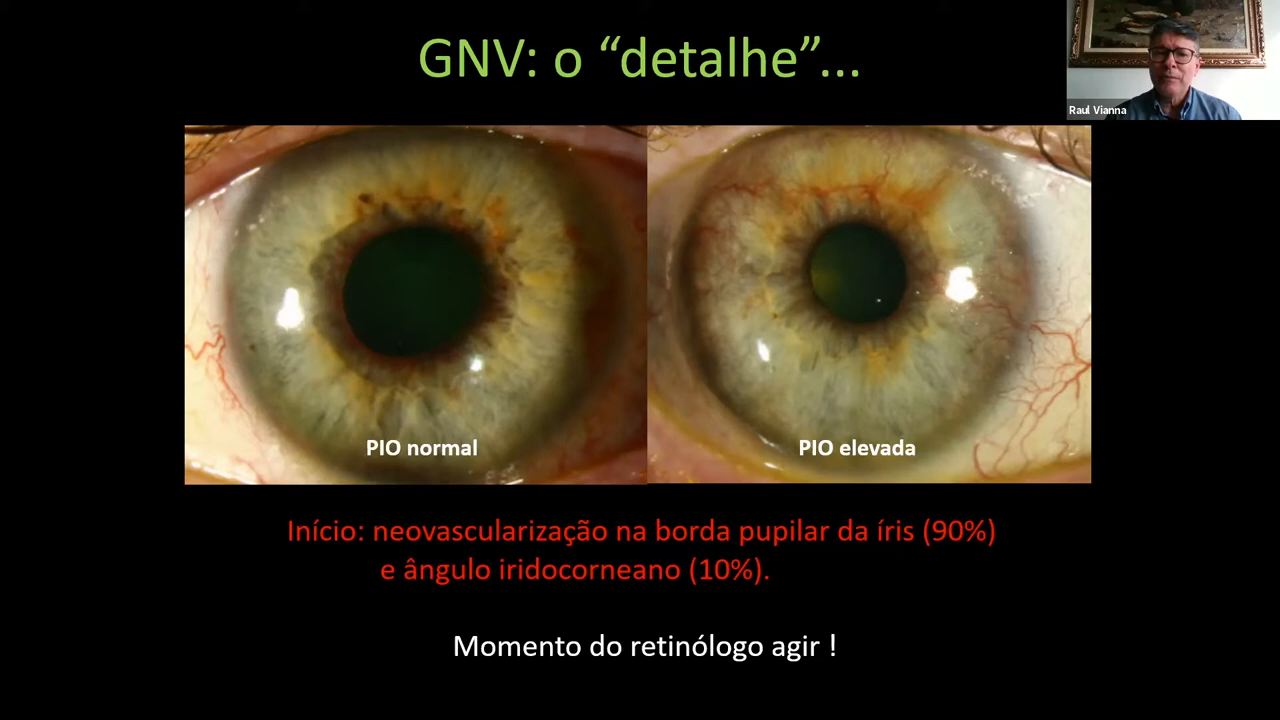 GNV: o “detalhe”...
Raul Vianna
PIO normal
PIO elevada
Início: neovascularização na borda pupilar da íris (90%)
e ângulo iridocorneano (10%).
Momento do retinólogo agir !